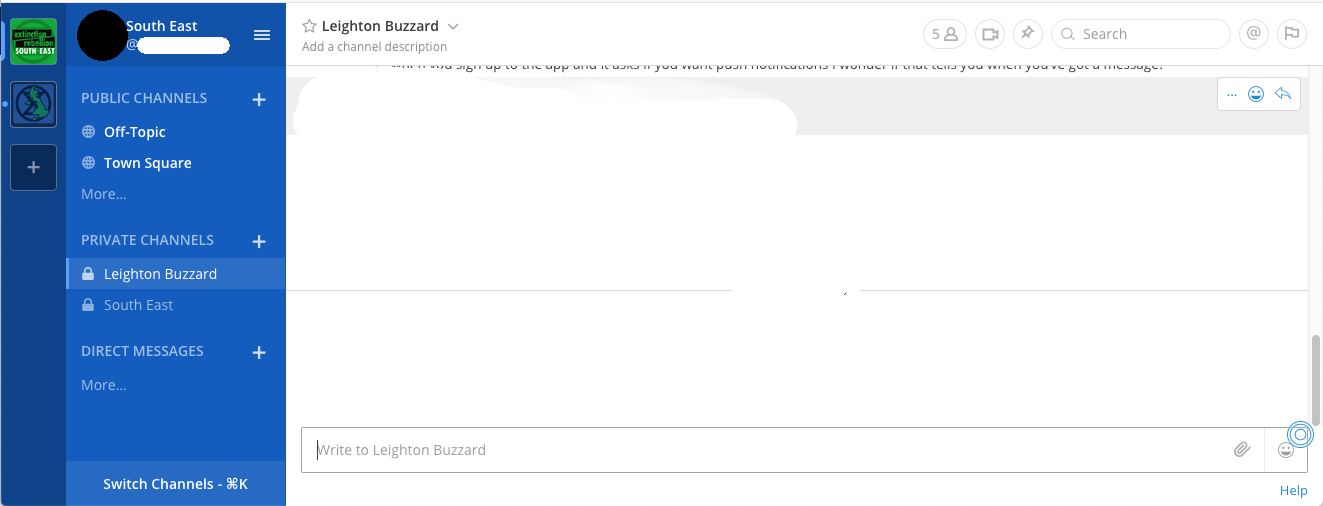 extinction
rebellion
SOUTH EAST
South East
@
PUBLIC CHANNELS
Off-Topic
Town Square
More...
PRIVATE CHANNELS
Leighton Buzzard
South East
DIRECT MESSAGES
More...
Switch Channels - ⌘K
Leighton Buzzard
Add a channel description
5
Search
@
you sign up to the app and it asks if you want push notifications I wonder if that tells you when you've got a message?
Write to Leighton Buzzard
Help